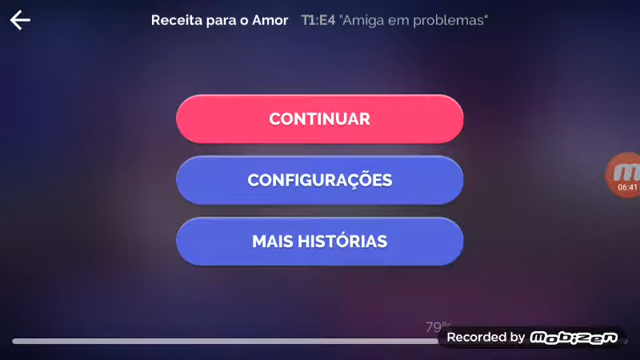 Receita para o Amor T1:E4 "Amiga em problemas"
CONTINUAR
CONFIGURAÇÕES
06:41
MAIS HISTÓRIAS
79%
Recorded by Mobizen